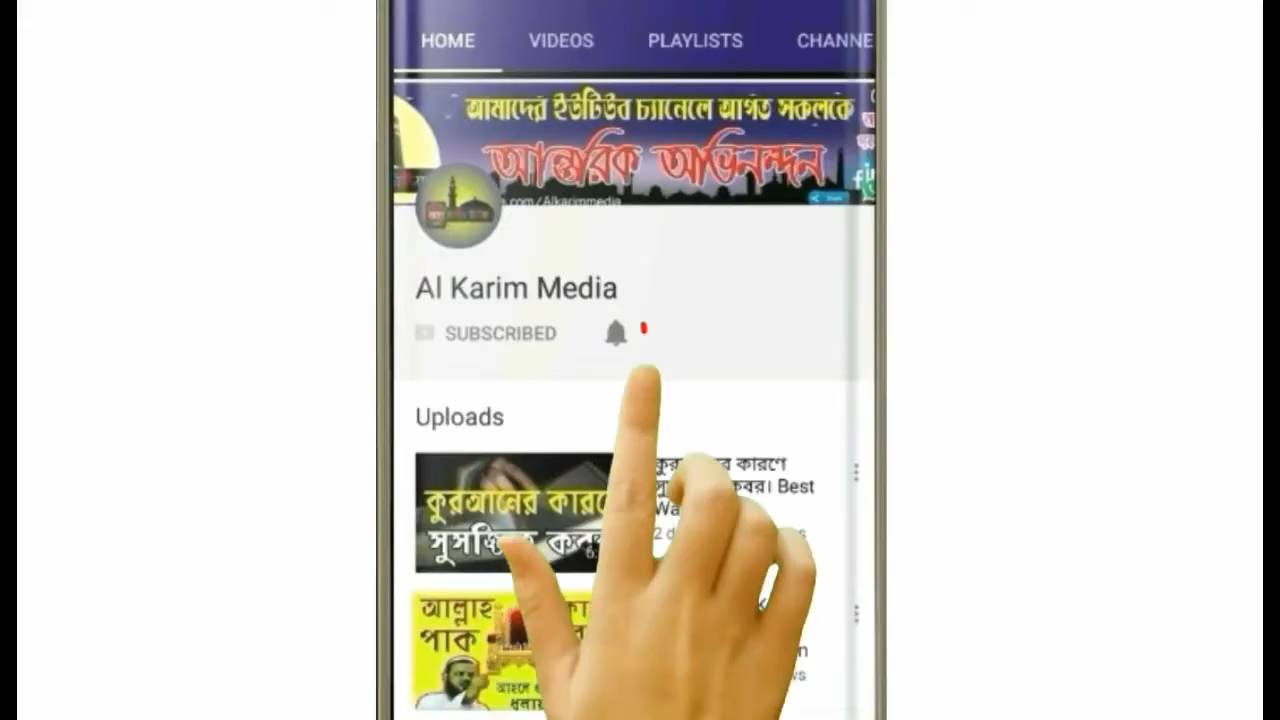 HOME VIDEOS PLAYLISTS CHANNE
আমাদের ইউটিউব চ্যানেলে আগত সকলকে
আন্তরিক অভিনন্দন
.com/Alkarimmedia
Al Karim Media
SUBSCRIBED
Uploads
কুরআনের কারণে
সুসজ্জিত কবর
কারণে
কবর। Best
আল্লাহ
পাক